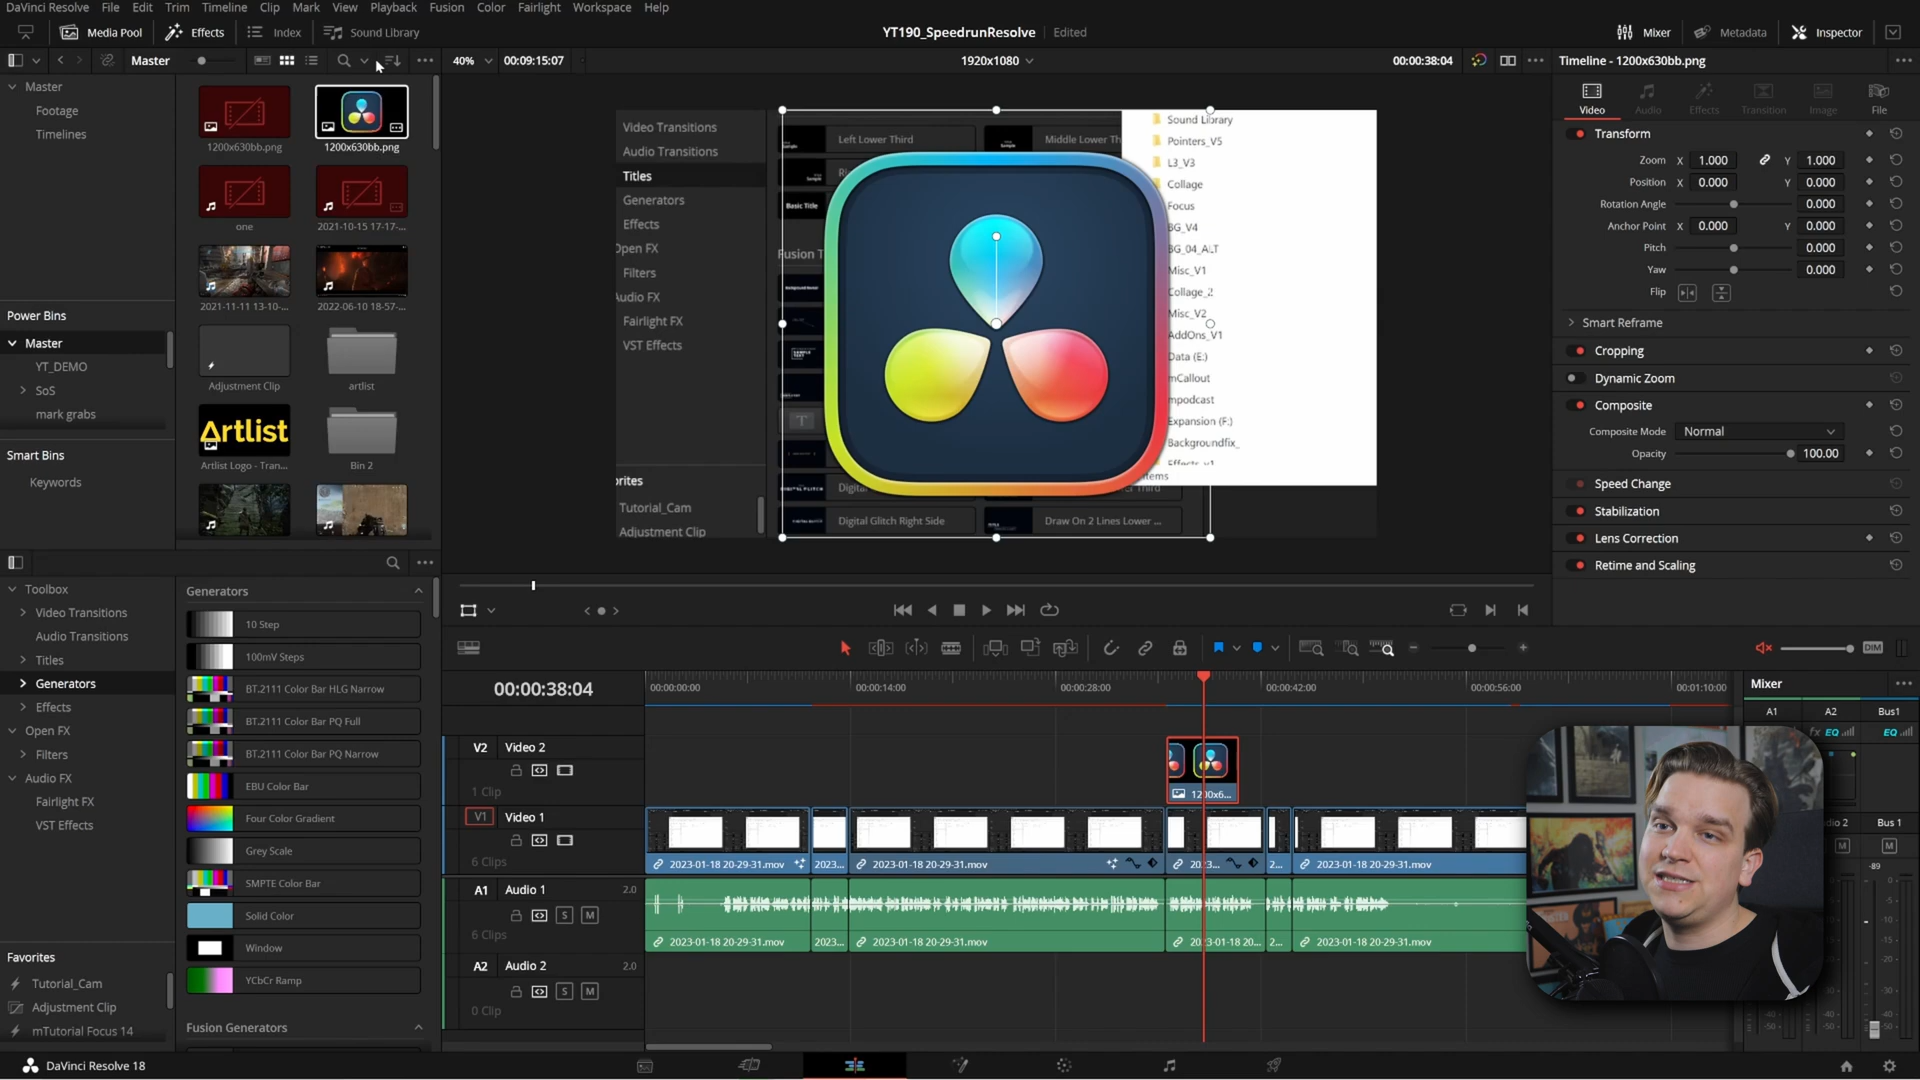 DaVinci Resolve File Edit Trim Timeline Clip Mark View Playback Fusion Color Fairlight Workspace Help
Media Pool Effects Index Sound Library
YT190_SpeedrunResolve Edited
Mixer Metadata Inspector
Master
40% 00:09:15:07
1920x1080
00:00:38:04
Timeline - 1200x630bb.png
Master
Footage
Timelines
1200x630bb.png 1200x630bb.png
one 2021-10-15 17-17-...
2021-11-11 13-10-... 2022-06-10 18-57-...
Adjustment Clip artlist
Artlist
Artlist Logo - Tran... Bin 2
Power Bins
Master
YT_DEMO
SoS
mark grabs
Smart Bins
Keywords
Video Transitions
Audio Transitions
Titles
Generators
Effects
Open FX
Filters
Audio FX
Fairlight FX
VST Effects
Tutorial_Cam
Adjustment Clip
Left Lower Third
Basic Title
Digital Glitch Right Side
Draw On 2 Lines Lower ...
Sound Library
Pointers_V5
L3_V3
Collage
Focus
BG_V4
BG_04_ALT
Misc_V1
Collage_2
Misc_V2
AddOns_V1
Data (E:)
mCallout
mpodcast
Expansion (F:)
Backgroundfix_
Video Audio Effects Transition Image File
Transform
Zoom X 1.000 Y 1.000
Position X 0.000 Y 0.000
Rotation Angle 0.000
Anchor Point X 0.000 Y 0.000
Pitch 0.000
Yaw 0.000
Flip
Smart Reframe
Cropping
Dynamic Zoom
Composite
Composite Mode Normal
Opacity 100.00
Speed Change
Stabilization
Lens Correction
Retime and Scaling
Toolbox
Video Transitions
Audio Transitions
Titles
Generators
Effects
Open FX
Filters
Audio FX
Fairlight FX
VST Effects
Favorites
Tutorial_Cam
Adjustment Clip
mTutorial Focus 14
Generators
10 Step
100mV Steps
BT.2111 Color Bar HLG Narrow
BT.2111 Color Bar PQ Full
BT.2111 Color Bar PQ Narrow
EBU Color Bar
Four Color Gradient
Grey Scale
SMPTE Color Bar
Solid Color
Window
YCbCr Ramp
Fusion Generators
DIM
00:00:38:04
00:00:00:00 00:00:14:00 00:00:28:00 00:00:42:00 00:00:56:00 00:01:10:00
V2 Video 2
1 Clip
1200x6...
V1 Video 1
6 Clips
2023-01-18 20-29-31.mov 2023... 2023-01-18 20-29-31.mov 2023... 2... 2023-01-18 20-29-31.mov
A1 Audio 1 2.0
S M
6 Clips
2023-01-18 20-29-31.mov 2023... 2023-01-18 20-29-31.mov 2... 2023-01-18 20-29-31.mov
A2 Audio 2 2.0
S M
0 Clip
Mixer
A1 A2 Bus1
fx EQ EQ
Bus 1
M M
-89
DaVinci Resolve 18